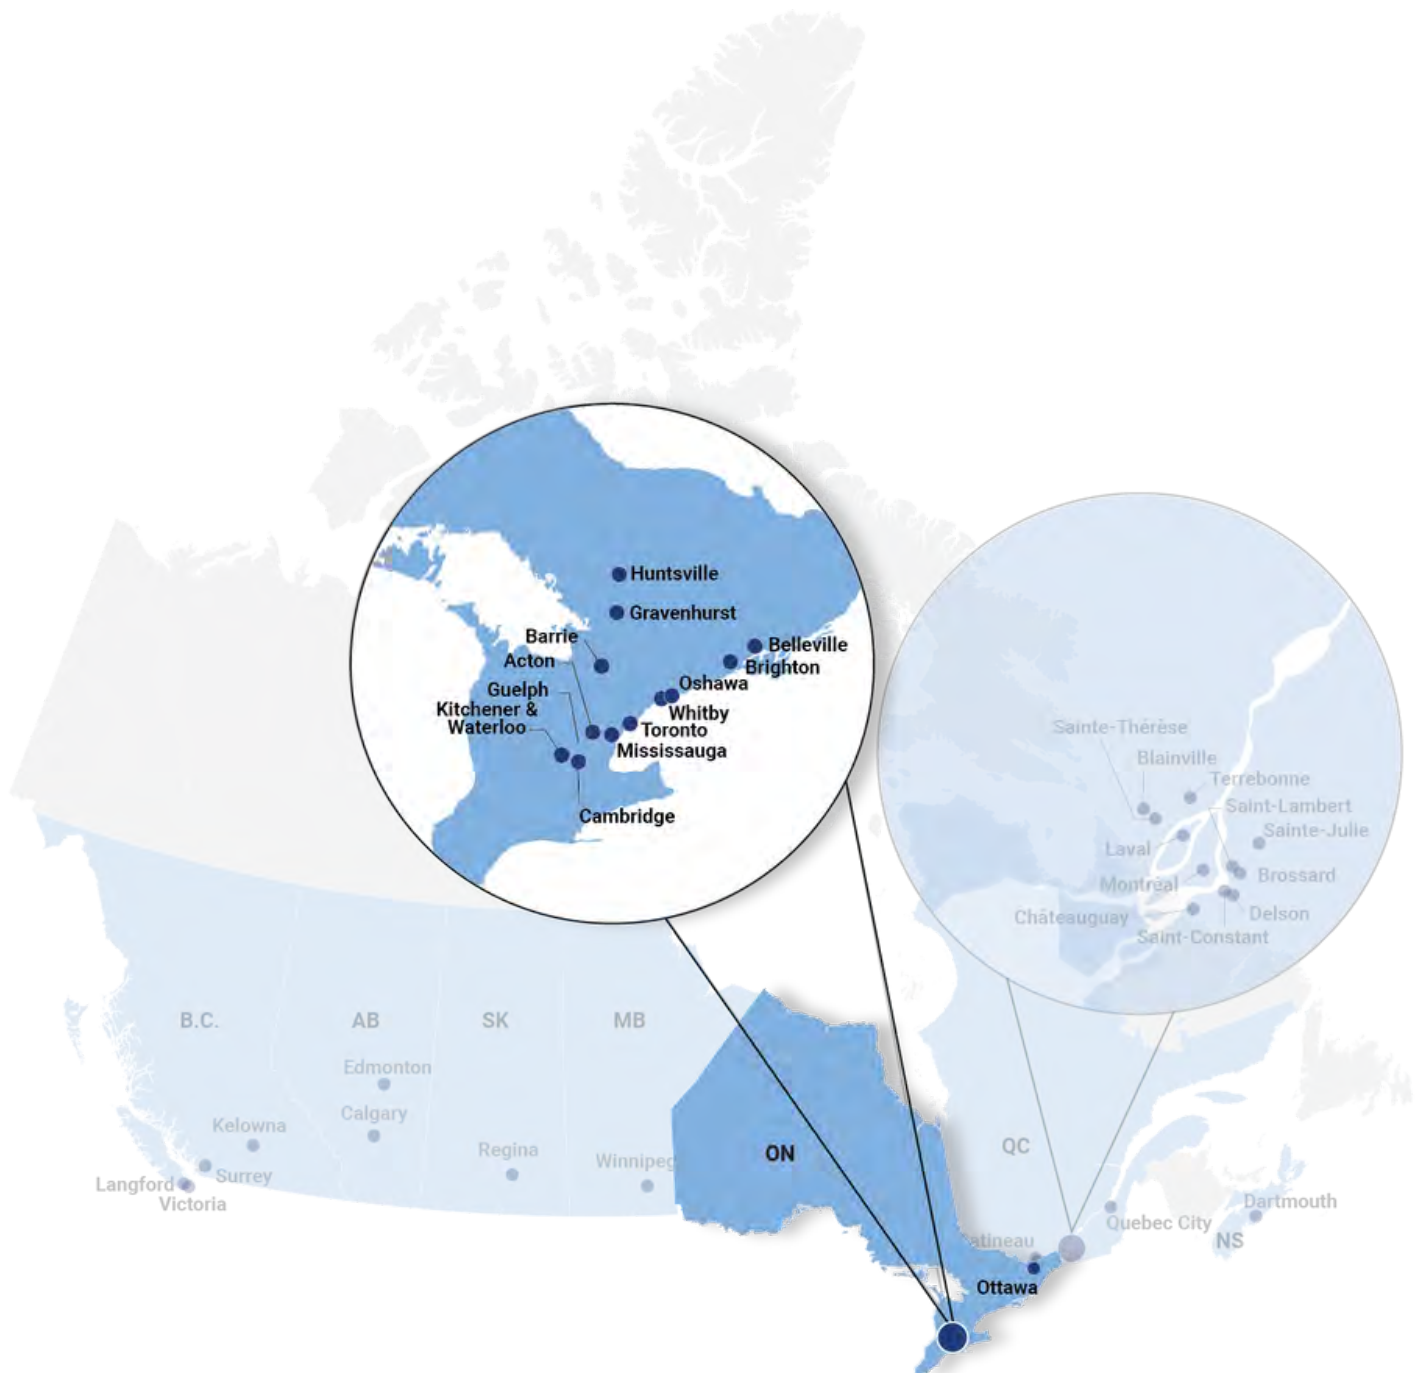 Huntsville
Gravenhurst
Barrie
Belleville
Acton
Brighton
Oshawa
Guelph
Kitchener &
Waterloo
Whitby
Toronto
Mississauga
Cambridge
Sainte-Thérèse
Blainville
Terrebonne
Saint-Lambert
Sainte-Julie
Laval
Montréal
Brossard
Châteauguay
Delson
Saint-Constant
B.C.
AB
SK
MB
Edmonton
Calgary
Kelowna
Regina
Winnipeg
ON
QC
Langford
Surrey
Victoria
Dartmouth
Quebec City
NS
atineau
Ottawa